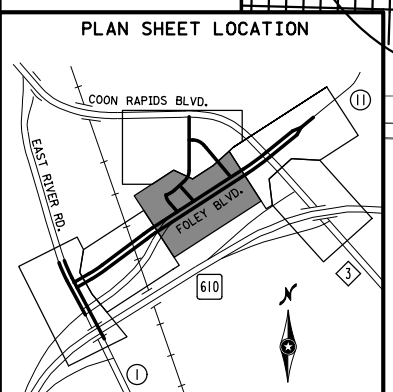 PLAN SHEET LOCATION
COON RAPIDS BLVD.
11
EAST RIVER RD.
FOLEY BLVD.
610
3
N
1